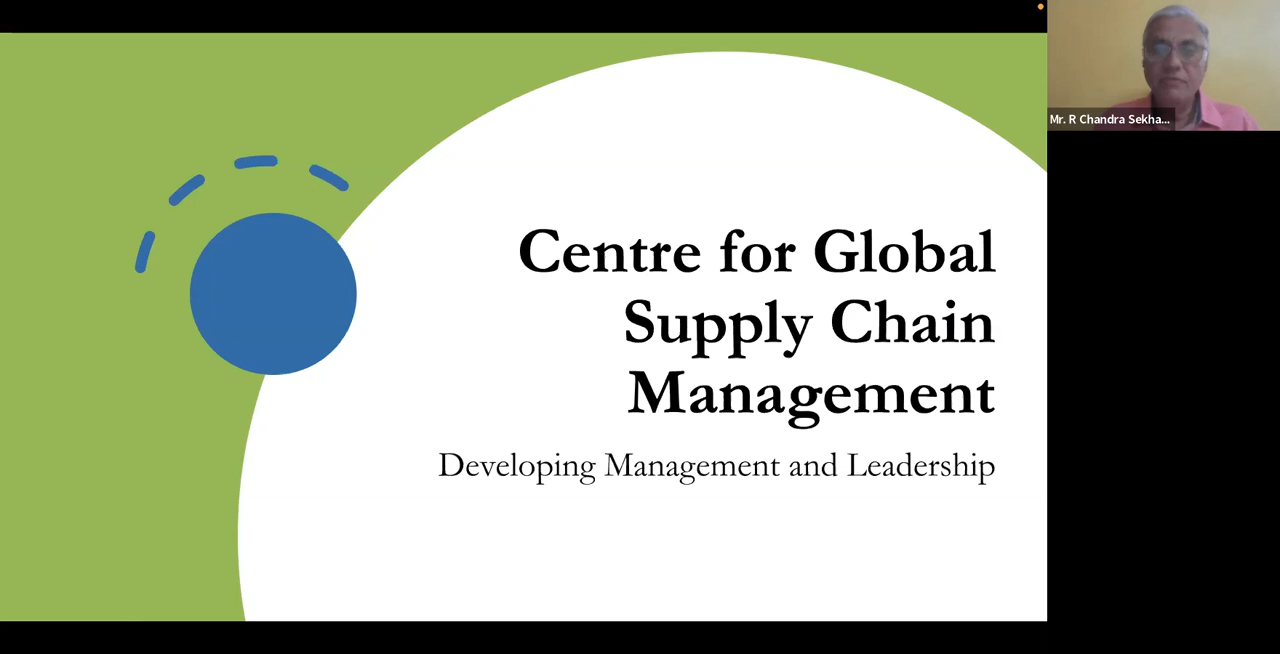 Centre for Global
Supply Chain
Management
Developing Management and Leadership
Mr. R Chandra Sekha...